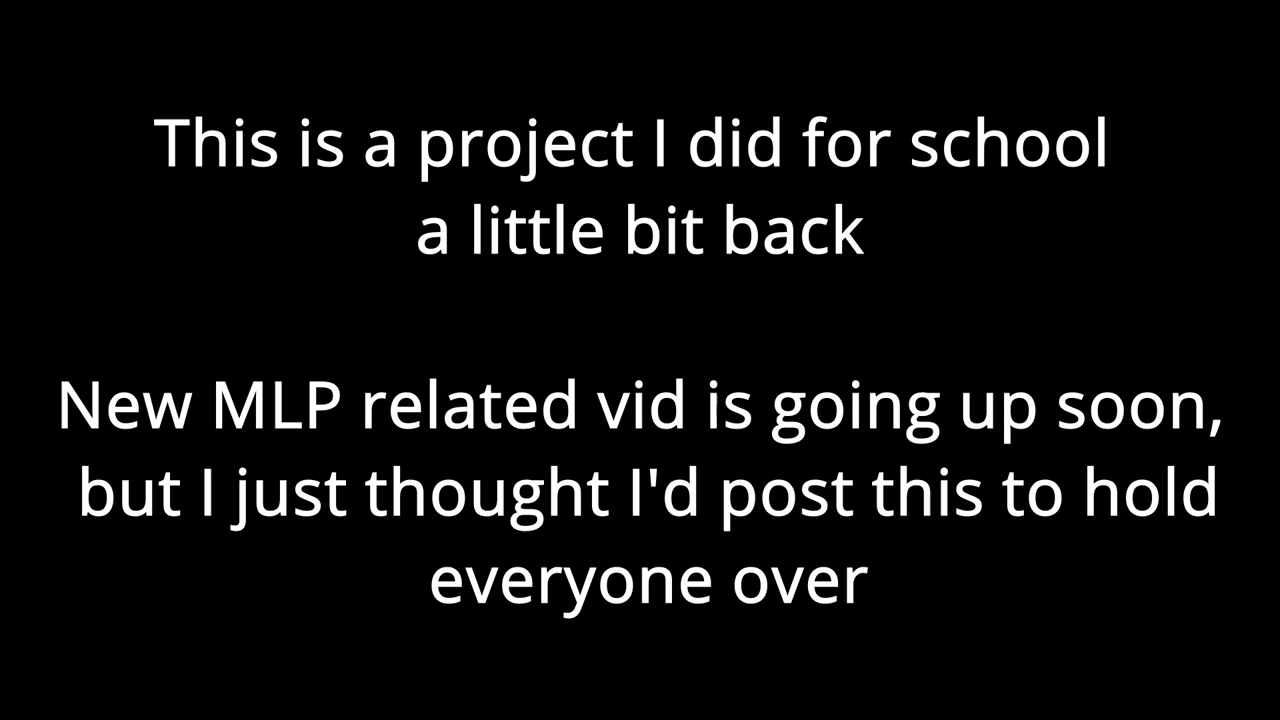 This is a project I did for school
a little bit back
New MLP related vid is going up soon,
but I just thought I'd post this to hold
everyone over